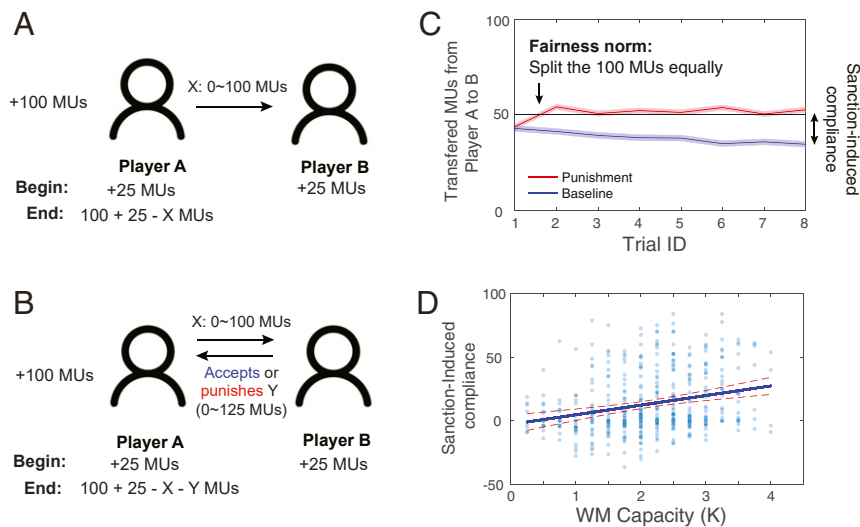 A
+100 MUs
X: 0~100 MUs
Player A
Player B
Begin:
+25 MUs
+25 MUs
End:
100 + 25 - X MUs
B
+100 MUs
X: 0~100 MUs
Accepts or
punishes Y
(0~125 MUs)
Player A
Player B
Begin:
+25 MUs
+25 MUs
End:
100 + 25 - X - Y MUs
C
Transfered MUs from
Player A to B
100
50
0
Fairness norm:
Split the 100 MUs equally
Punishment
Baseline
1
2
3
4
5
6
7
8
Trial ID
Sanction-induced
compliance
D
Sanction-Induced
compliance
100
50
0
-50
0
1
2
3
4
WM Capacity (K)